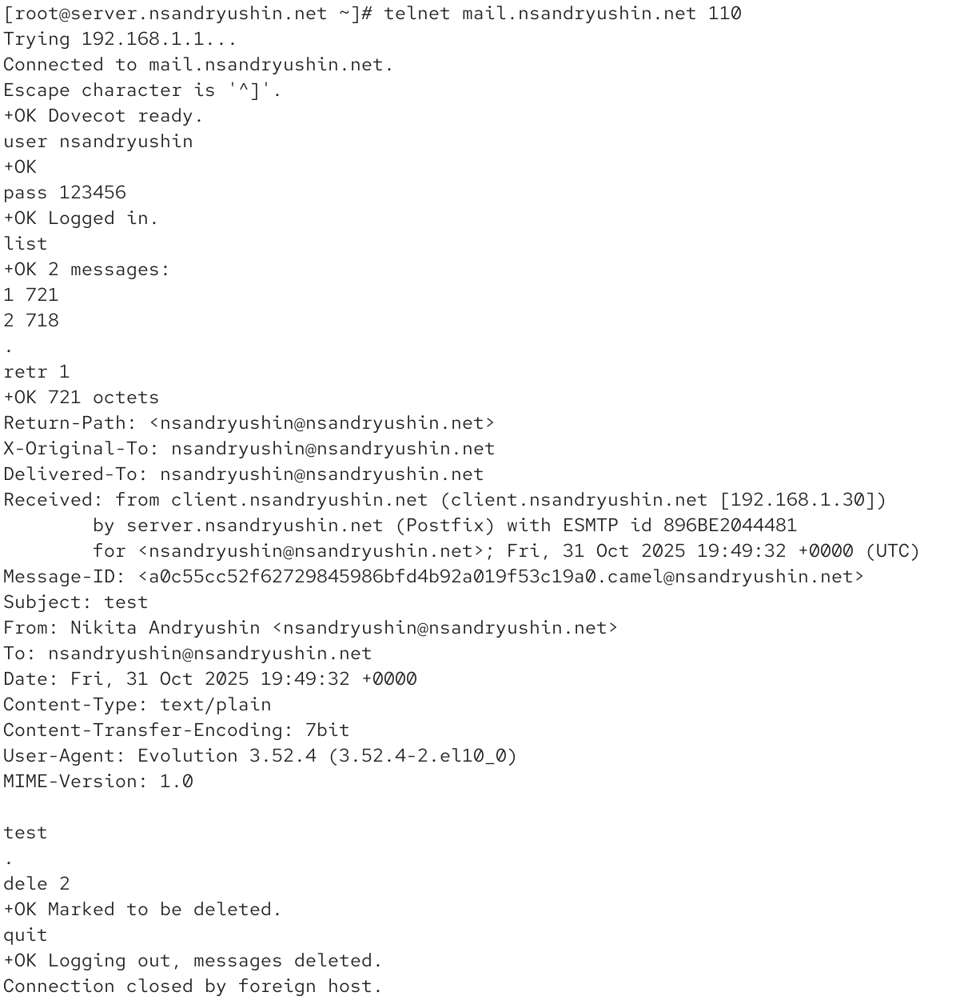 [root@server.nsandryushin.net ~]# telnet mail.nsandryushin.net 110
Trying 192.168.1.1...
Connected to mail.nsandryushin.net.
Escape character is '^]'.
+OK Dovecot ready.
user nsandryushin
+OK
pass 123456
+OK Logged in.
list
+OK 2 messages:
1 721
2 718
.
retr 1
+OK 721 octets
Return-Path: <nsandryushin@nsandryushin.net>
X-Original-To: nsandryushin@nsandryushin.net
Delivered-To: nsandryushin@nsandryushin.net
Received: from client.nsandryushin.net (client.nsandryushin.net [192.168.1.30])
        by server.nsandryushin.net (Postfix) with ESMTP id 896BE2044481
        for <nsandryushin@nsandryushin.net>; Fri, 31 Oct 2025 19:49:32 +0000 (UTC)
Message-ID: <a0c55cc52f62729845986bfd4b92a019f53c19a0.camel@nsandryushin.net>
Subject: test
From: Nikita Andryushin <nsandryushin@nsandryushin.net>
To: nsandryushin@nsandryushin.net
Date: Fri, 31 Oct 2025 19:49:32 +0000
Content-Type: text/plain
Content-Transfer-Encoding: 7bit
User-Agent: Evolution 3.52.4 (3.52.4-2.el10_0)
MIME-Version: 1.0

test
.
dele 2
+OK Marked to be deleted.
quit
+OK Logging out, messages deleted.
Connection closed by foreign host.